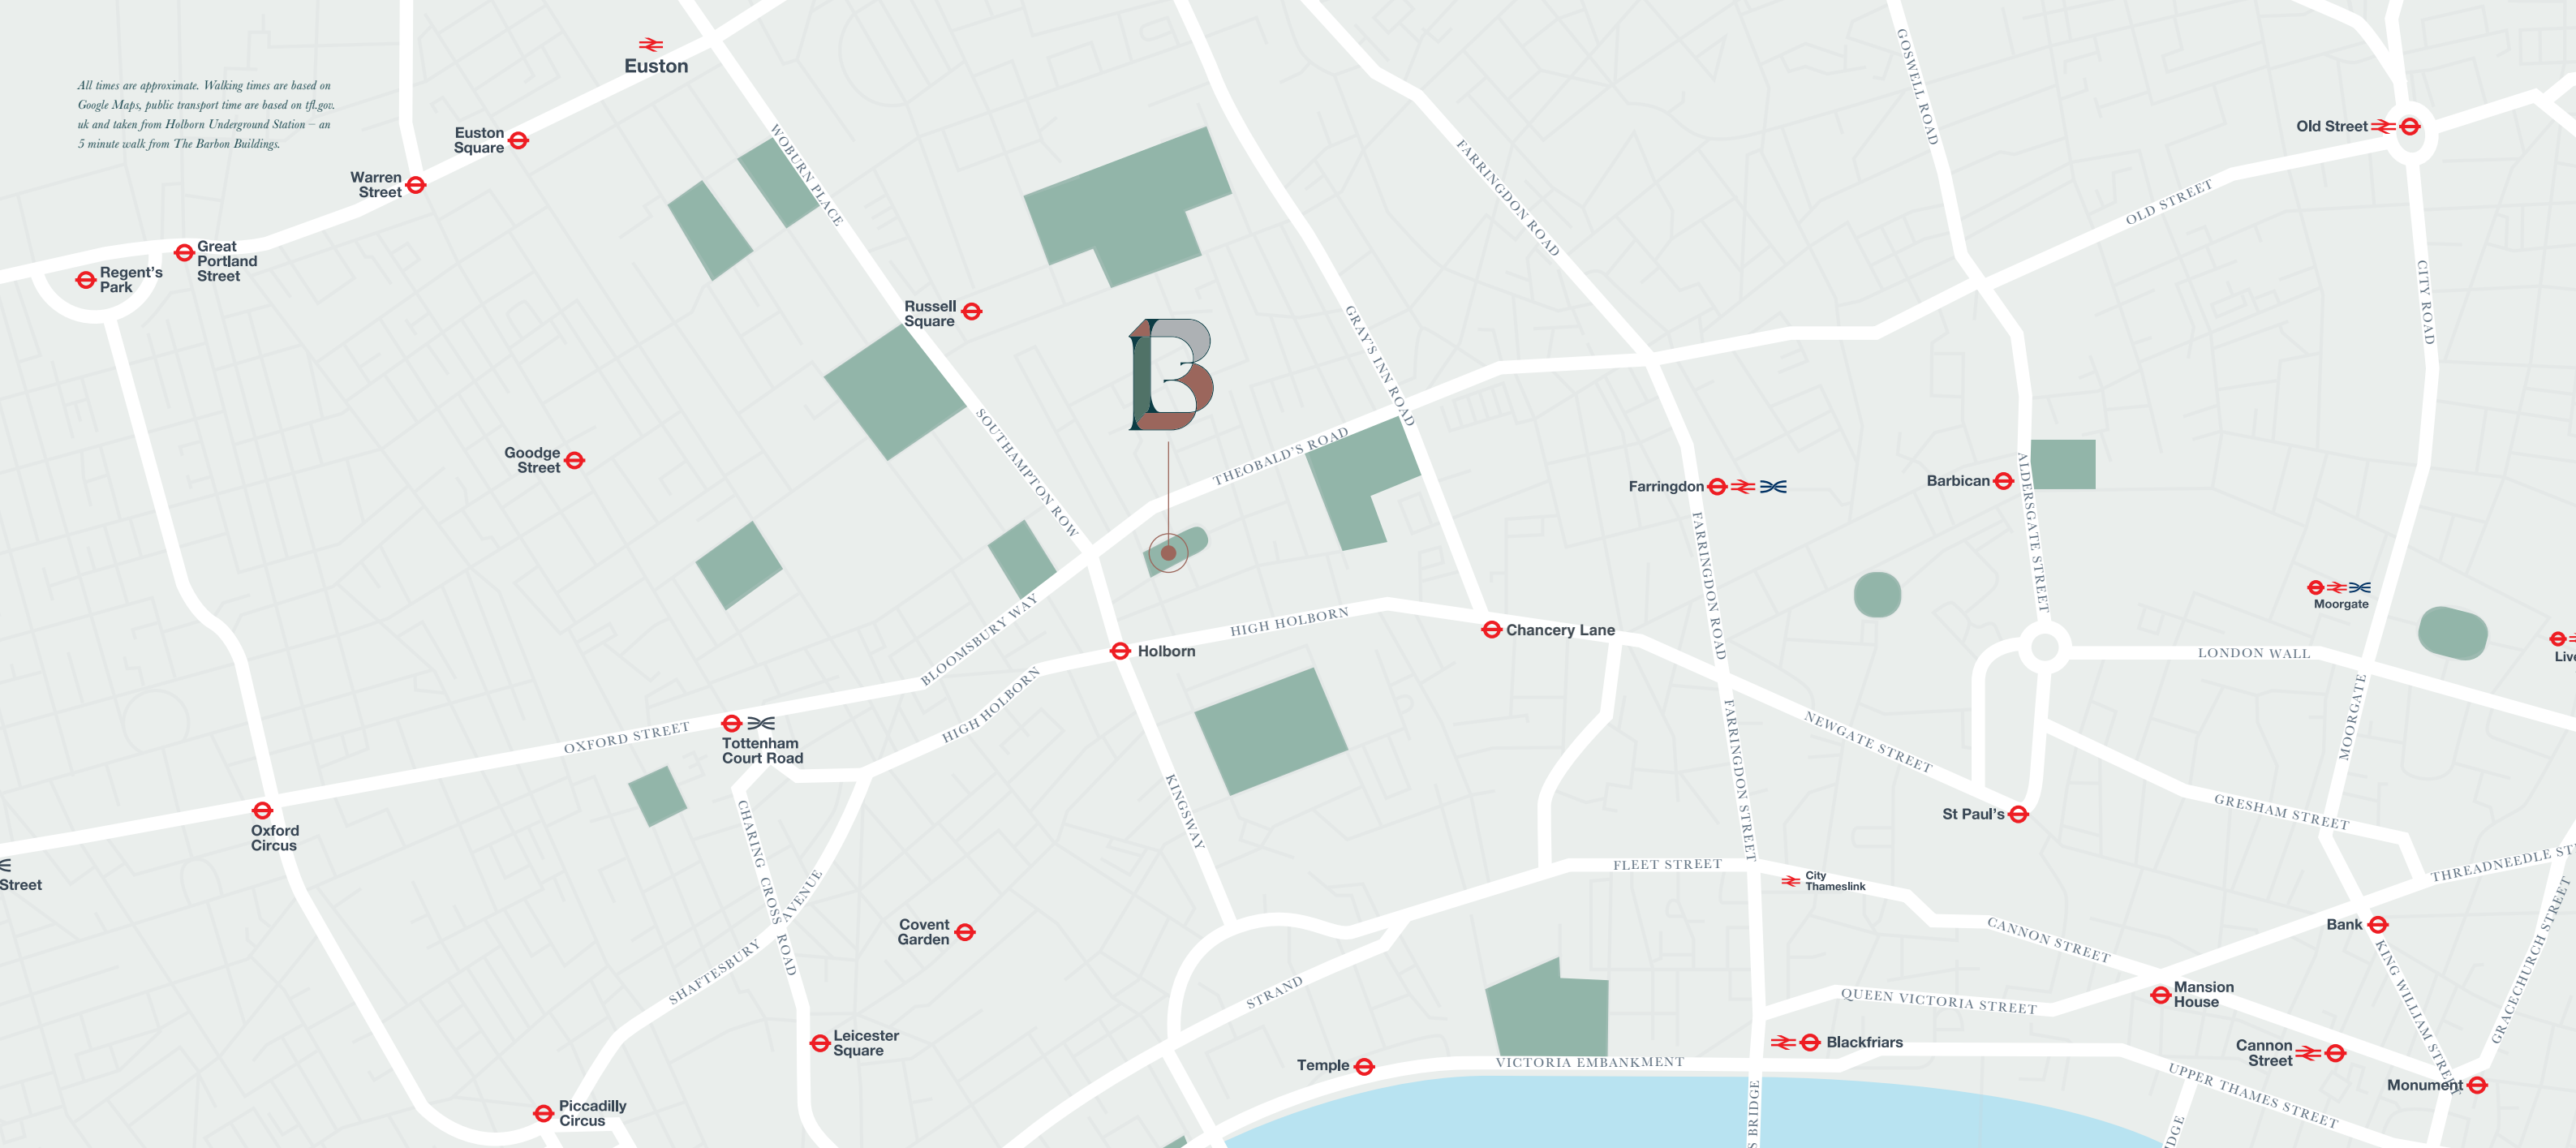 All times are approximate. Walking times are based on
Google Maps, public transport time are based on tfl.gov.
uk and taken from Holborn Underground Station – an
5 minute walk from The Barbon Buildings.
Euston
Euston
Square
Warren
Street
Great
Portland
Street
Regent's
Park
WOBURN PLACE
Russell
Square
B
Goodge
Street
SOUTHAMPTON ROW
THEOBALD'S ROAD
GRAY'S INN ROAD
FARRINGDON ROAD
GOSWELL ROAD
Old Street
OLD STREET
CITY ROAD
Farringdon
Barbican
ALDERSGATE STREET
FARRINGDON ROAD
Moorgate
Live
LONDON WALL
MOORGATE
BLOOMSBURY WAY
HIGH HOLBORN
Chancery Lane
Holborn
HIGH HOLBORN
OXFORD STREET
Tottenham
Court Road
Oxford
Circus
Street
CHARING CROSS ROAD
SHAFTESBURY AVENUE
KINGSWAY
Covent
Garden
Leicester
Square
Piccadilly
Circus
STRAND
Temple
VICTORIA EMBANKMENT
FLEET STREET
FARRINGDON STREET
NEWGATE STREET
St Paul's
GRESHAM STREET
THREADNEEDLE ST
City
Thameslink
CANNON STREET
Bank
KING WILLIAM STREET
GRACECHURCH STREET
QUEEN VICTORIA STREET
Mansion
House
Blackfriars
Cannon
Street
Monument
UPPER THAMES STREET
S BRIDGE
DGE